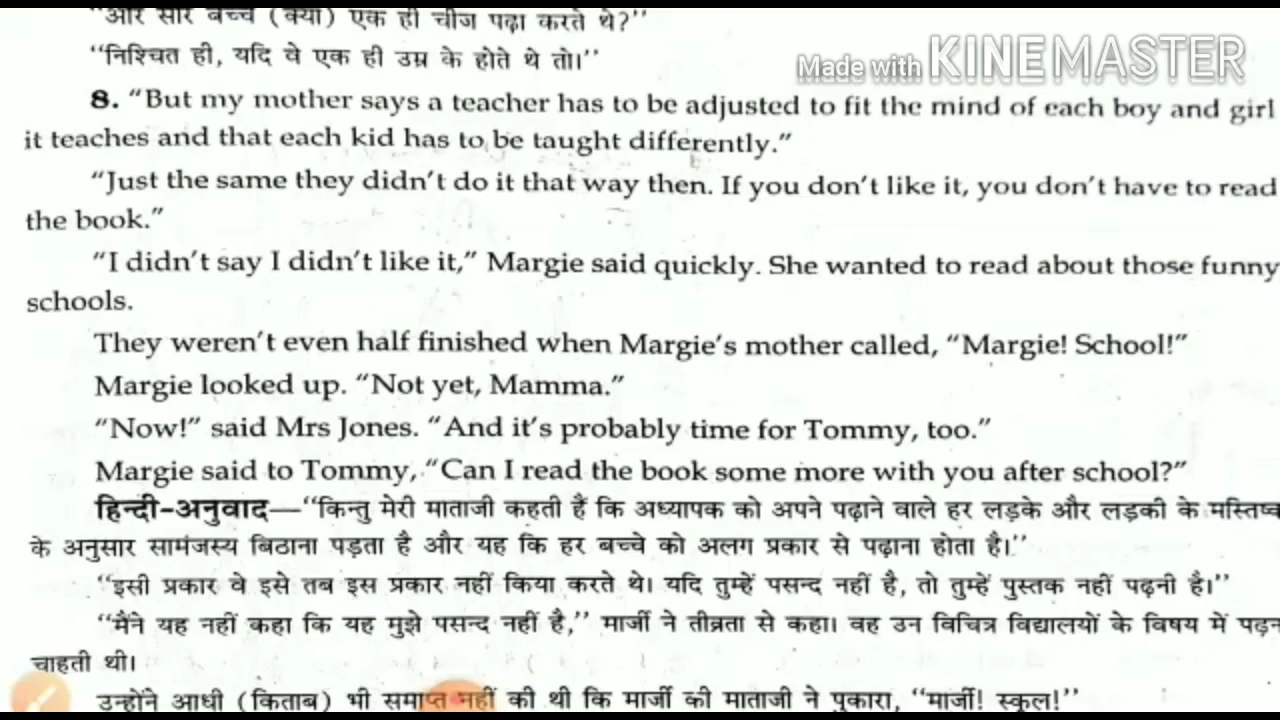 “और सारे बच्चे (क्या) एक ही चीज पढ़ा करते थे?”
“निश्चित ही, यदि वे एक ही उम्र के होते थे तो।”
Made with KINEMASTER
8. “But my mother says a teacher has to be adjusted to fit the mind of each boy and girl
it teaches and that each kid has to be taught differently.”
“Just the same they didn’t do it that way then. If you don’t like it, you don’t have to read
the book.”
“I didn’t say I didn’t like it,” Margie said quickly. She wanted to read about those funny
schools.
They weren’t even half finished when Margie’s mother called, “Margie! School!”
Margie looked up. “Not yet, Mamma.”
“Now!” said Mrs Jones. “And it’s probably time for Tommy, too.”
Margie said to Tommy, “Can I read the book some more with you after school?”
हिन्दी-अनुवाद—“किन्तु मेरी माताजी कहती हैं कि अध्यापक को अपने पढ़ाने वाले हर लड़के और लड़की के मस्तिष्क
के अनुसार सामंजस्य बिठाना पड़ता है और यह कि हर बच्चे को अलग प्रकार से पढ़ाना होता है।”
“इसी प्रकार वे इसे तब इस प्रकार नहीं किया करते थे। यदि तुम्हें पसन्द नहीं है, तो तुम्हें पुस्तक नहीं पढ़नी है।”
“मैंने यह नहीं कहा कि यह मुझे पसन्द नहीं है,” मार्जी ने तीव्रता से कहा। वह उन विचित्र विद्यालयों के विषय में पढ़न
चाहती थी।
उन्होंने आधी (किताब) भी समाप्त नहीं की थी कि मार्जी की माताजी ने पुकारा, “मार्जी! स्कूल!”